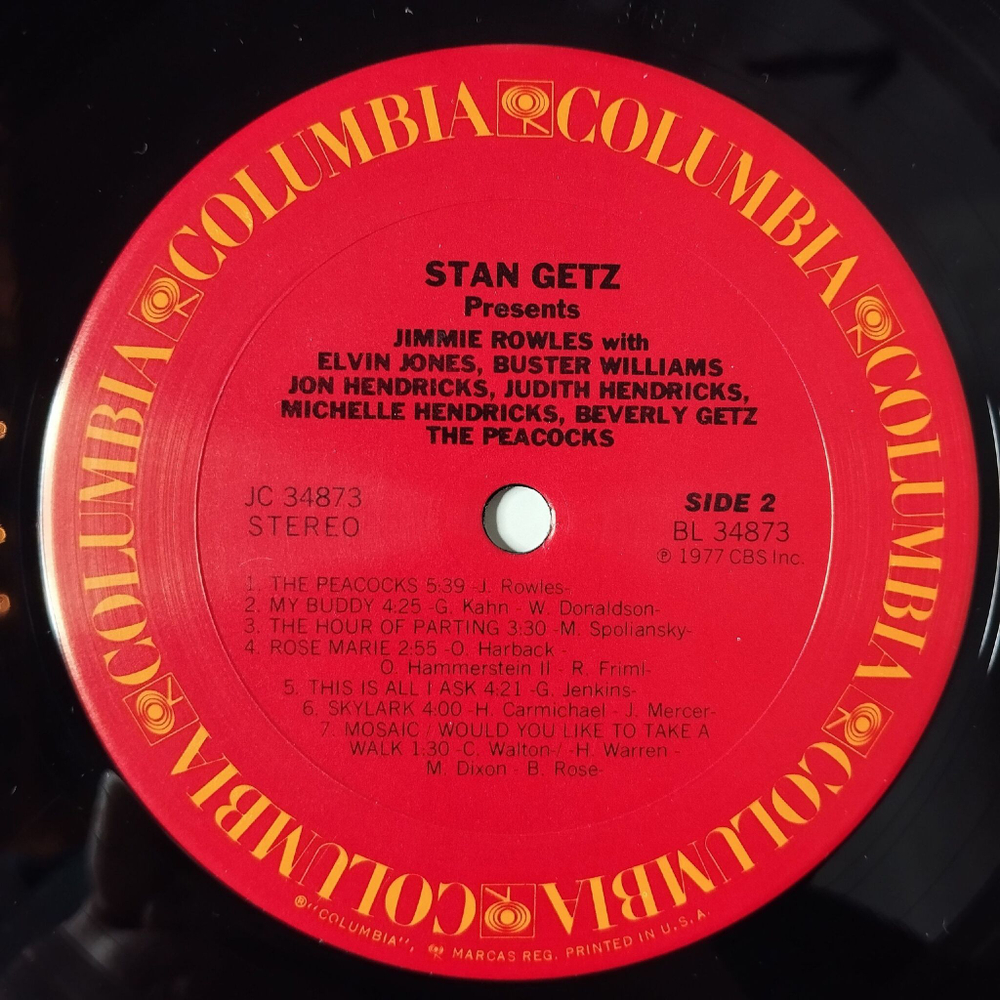 COLUMBIA COLUMBIA COLUMBIA COLUMBIA COLUMBIA COLUMBIA COLUMBIA COLUMBIA
STAN GETZ
Presents
JIMMIE ROWLES with
ELVIN JONES, BUSTER WILLIAMS
JON HENDRICKS, JUDITH HENDRICKS,
MICHELLE HENDRICKS, BEVERLY GETZ
THE PEACOCKS
JC 34873
STEREO
SIDE 2
BL 34873
℗ 1977 CBS Inc.
1. THE PEACOCKS 5:39 -J. Rowles-
2. MY BUDDY 4:25 -G. Kahn - W. Donaldson-
3. THE HOUR OF PARTING 3:30 -M. Spoliansky-
4. ROSE MARIE 2:55 -O. Harback -
O. Hammerstein II - R. Friml-
5. THIS IS ALL I ASK 4:21 -G. Jenkins-
6. SKYLARK 4:00 -H. Carmichael - J. Mercer-
7. MOSAIC / WOULD YOU LIKE TO TAKE A
WALK 1:30 -C. Walton-/ -H. Warren -
M. Dixon - B. Rose-
®"COLUMBIA", MARCAS REG. PRINTED IN U.S.A.